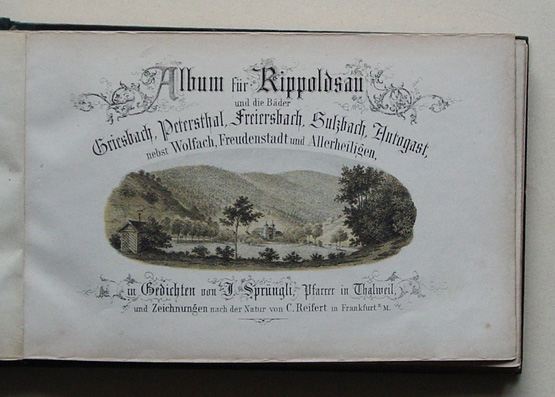 Album für Rippoldsau
und die Bäder
Griesbach, Petersthal, Freiersbach, Sulzbach, Autogast,
nebst Wolfach, Freudenstadt und Allerheiligen,
in Gedichten von J. Sprüngli, Pfarrer in Thalweil,
und Zeichnungen nach der Natur von C. Reifert in Frankfurt a. M.